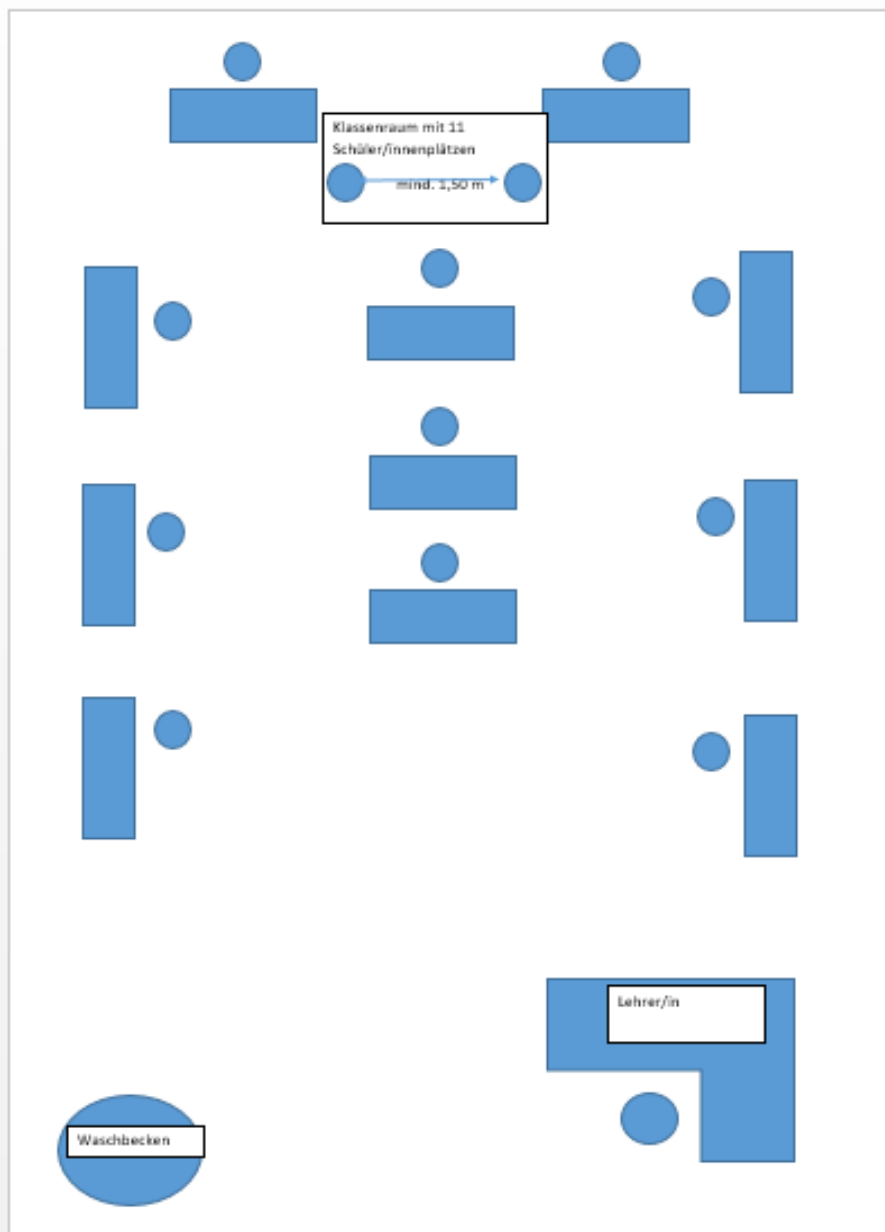 Klassenraum mit 11
Schüler/innenplätzen
mind. 1,50 m
Lehrer/in
Waschbecken